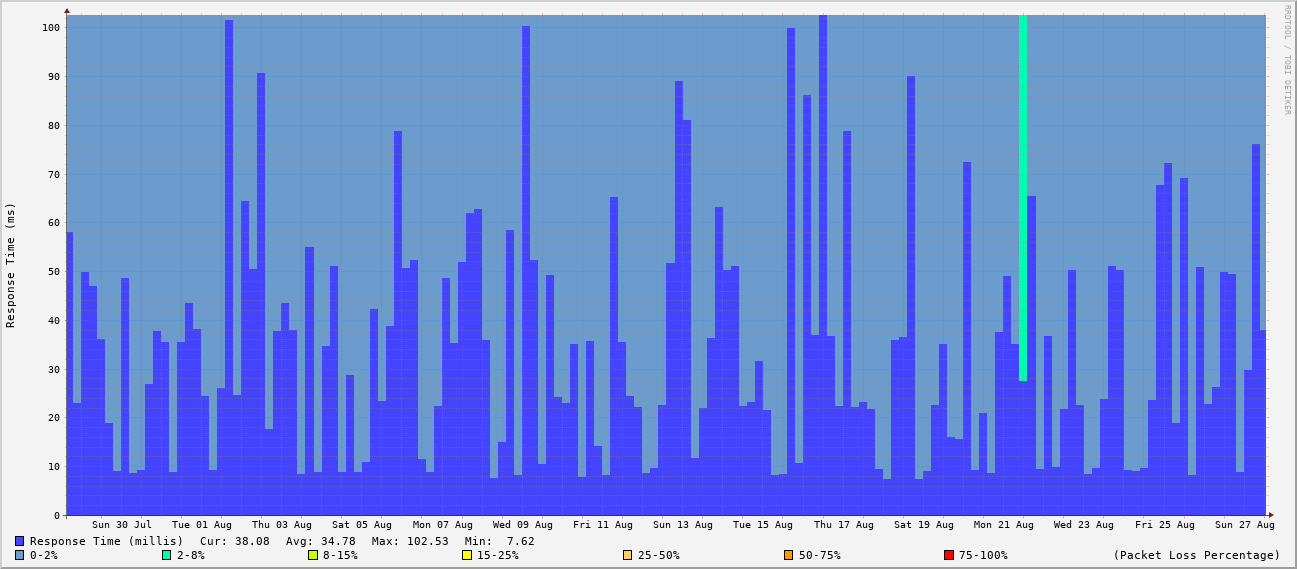 RRDTOOL / TOBI OETIKER
Response Time (ms)
100
90
80
70
60
50
40
30
20
10
0
Sun 30 Jul Tue 01 Aug Thu 03 Aug Sat 05 Aug Mon 07 Aug Wed 09 Aug Fri 11 Aug Sun 13 Aug Tue 15 Aug Thu 17 Aug Sat 19 Aug Mon 21 Aug Wed 23 Aug Fri 25 Aug Sun 27 Aug
Response Time (millis) Cur: 38.08 Avg: 34.78 Max: 102.53 Min: 7.62
0-2% 2-8% 8-15% 15-25% 25-50% 50-75% 75-100% (Packet Loss Percentage)